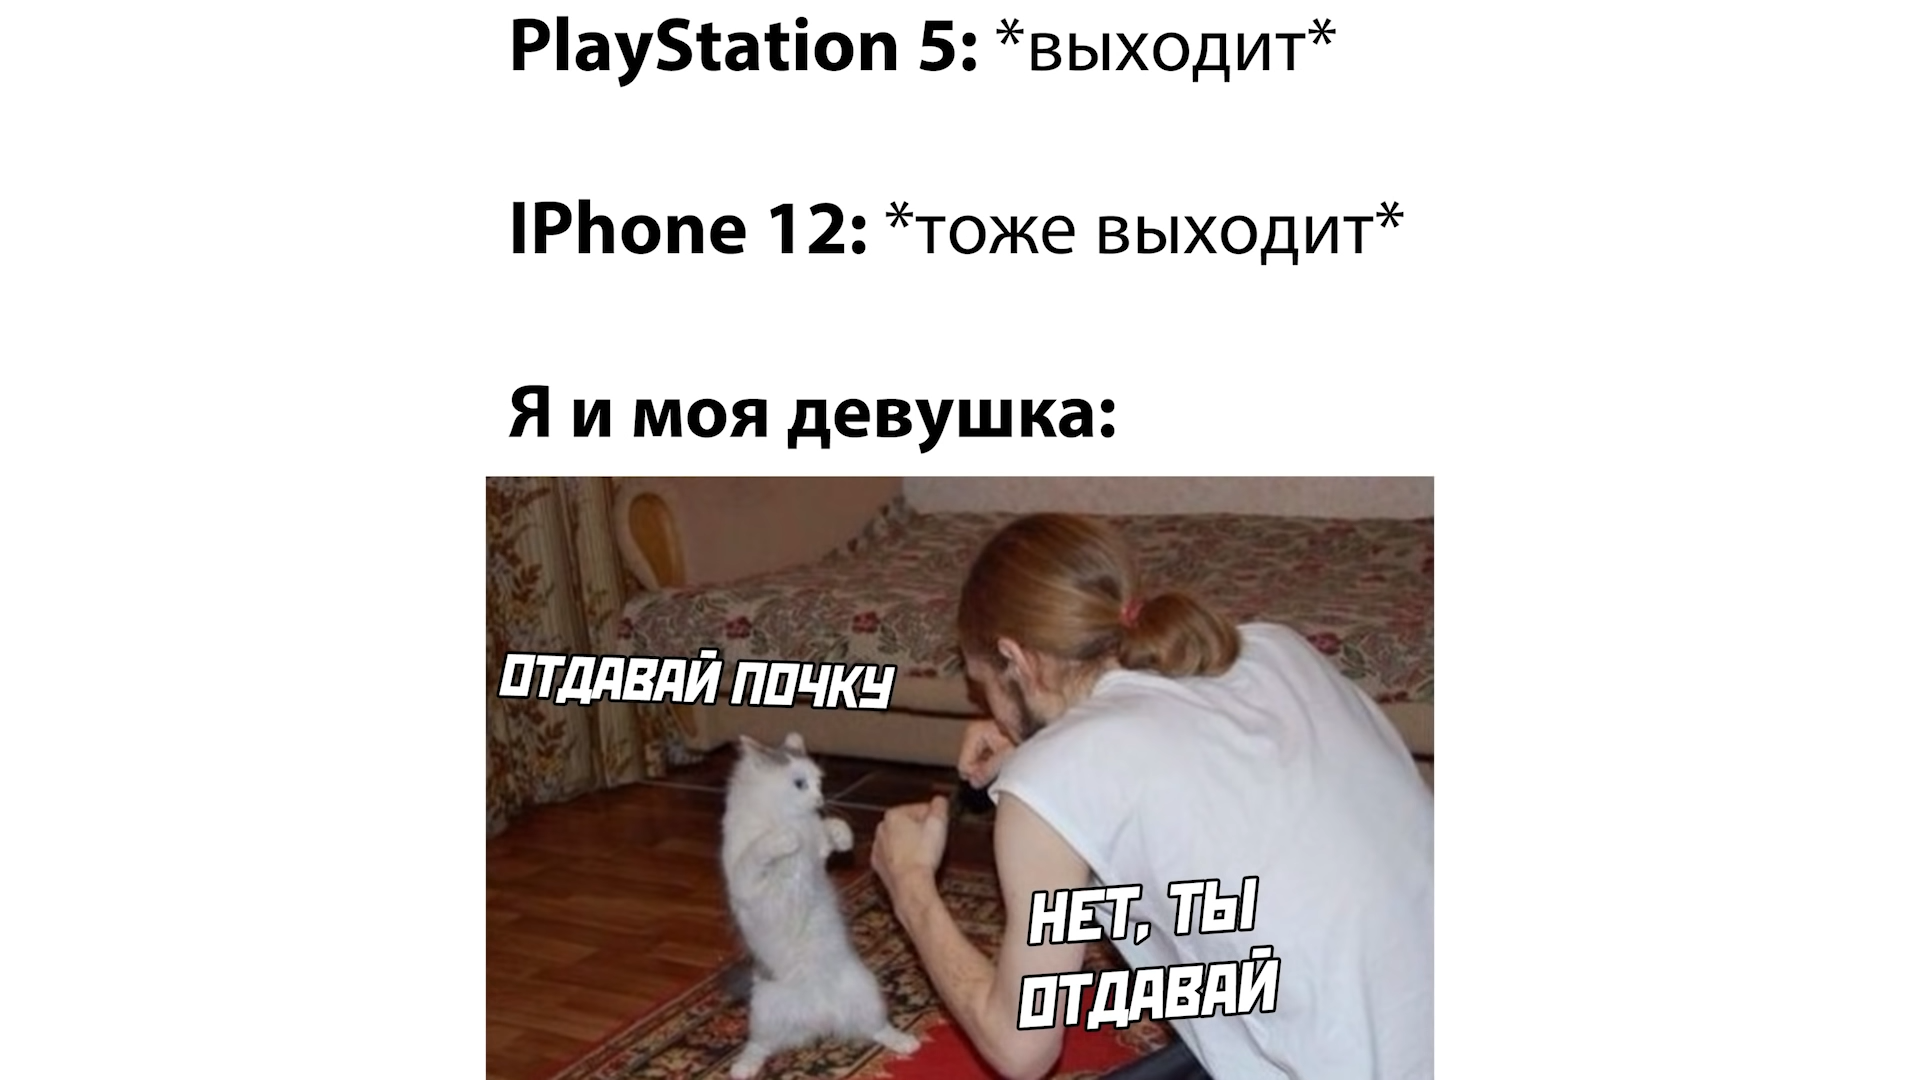 PlayStation 5: *выходит*
IPhone 12: *тоже выходит*
Я и моя девушка:
ОТДАВАЙ ПОЧКУ
НЕТ, ТЫ
ОТДАВАЙ